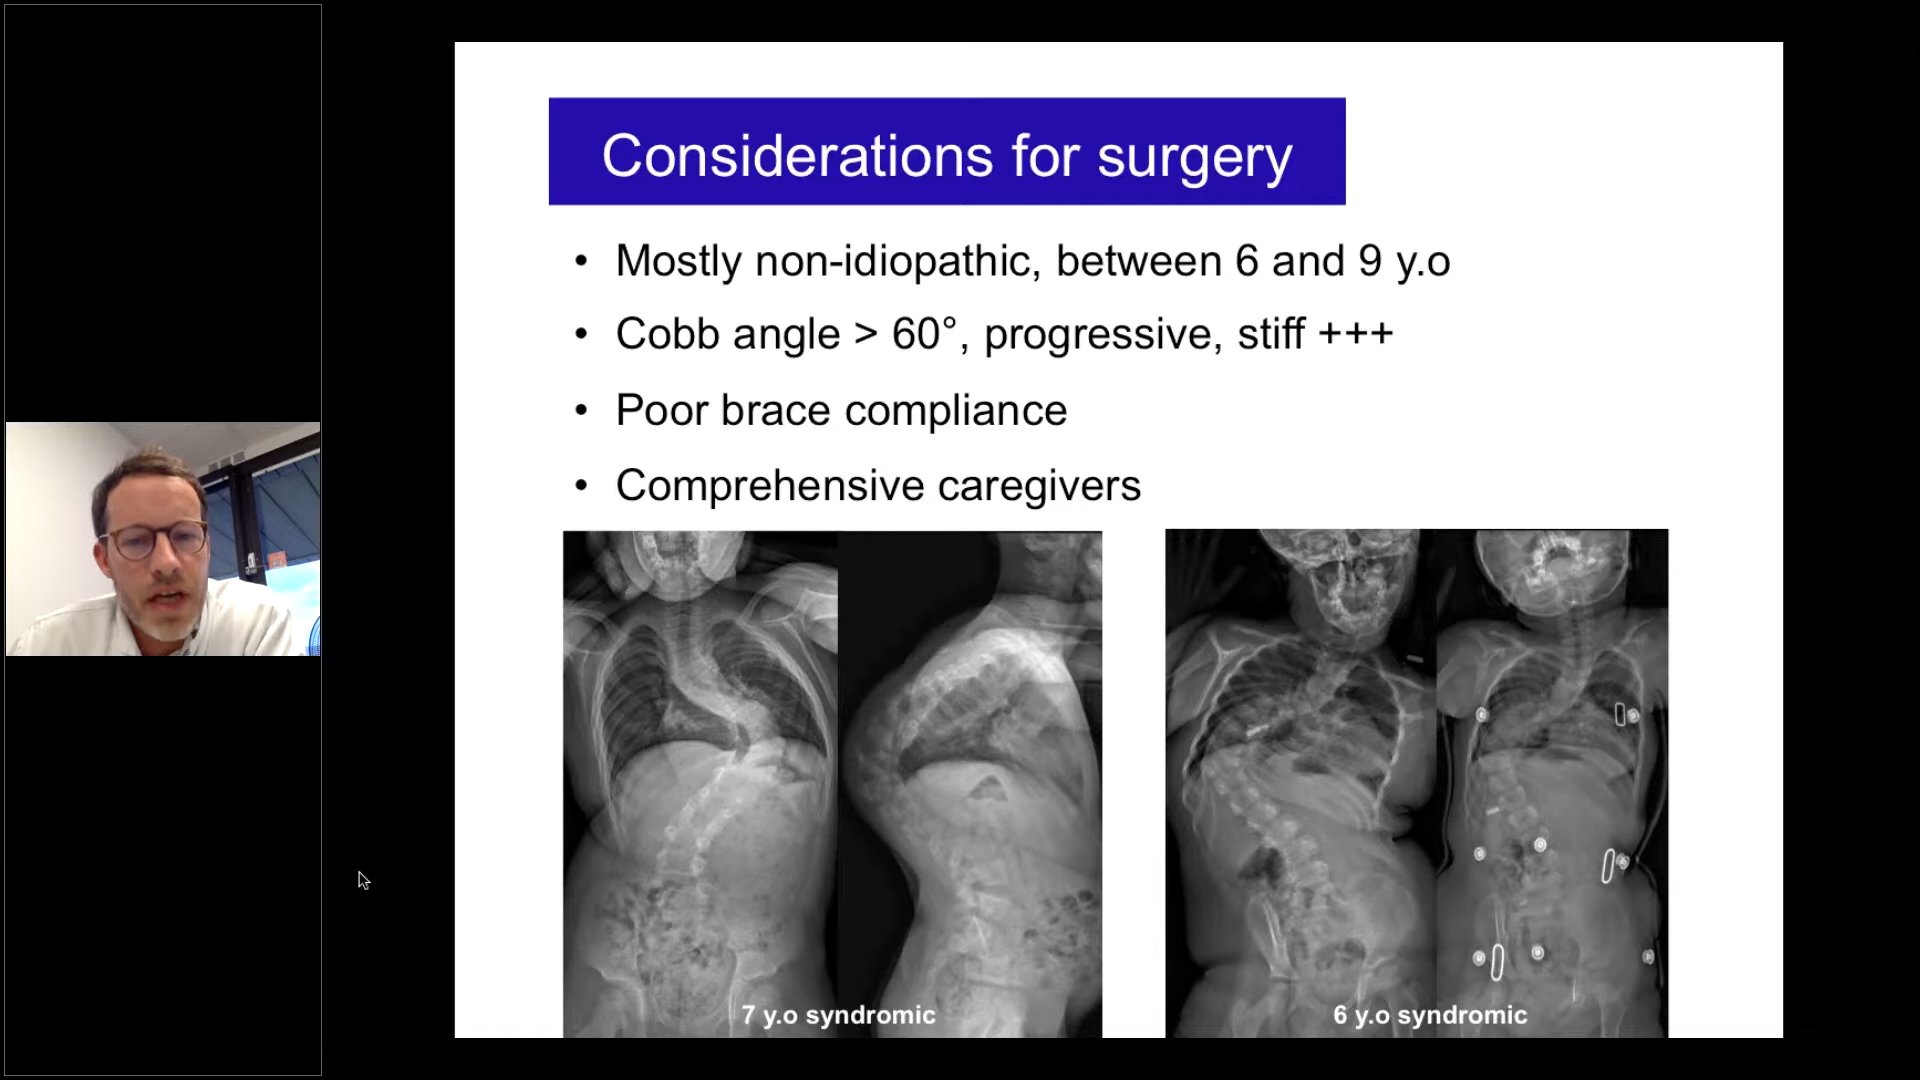 Considerations for surgery
• Mostly non-idiopathic, between 6 and 9 y.o
• Cobb angle > 60°, progressive, stiff +++
• Poor brace compliance
• Comprehensive caregivers
7 y.o syndromic
6 y.o syndromic